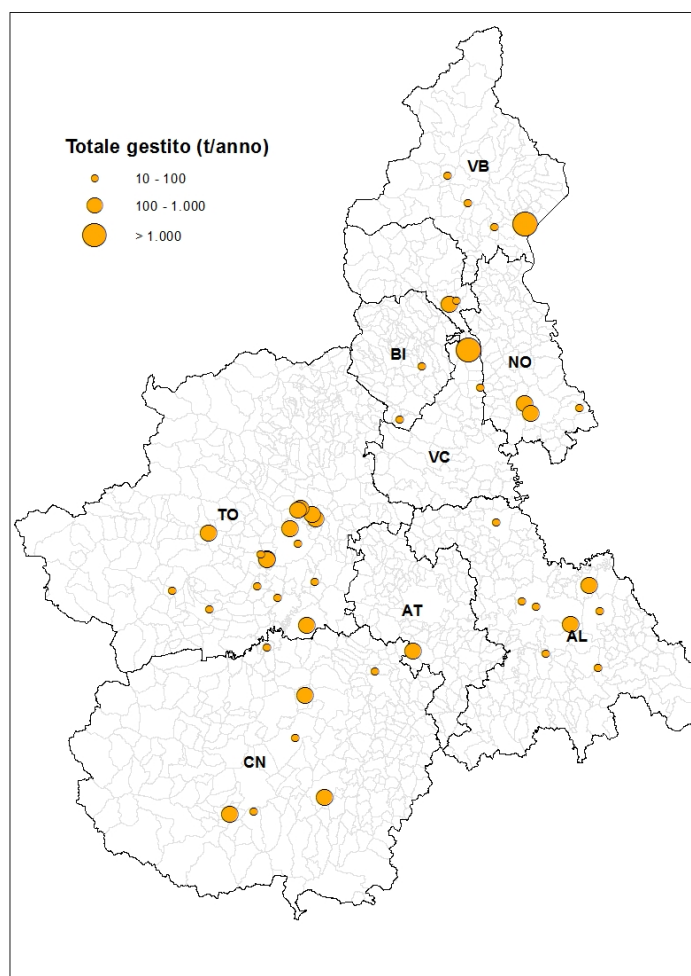 Totale gestito (t/anno)
10 - 100
100 - 1.000
> 1.000
VB
BI
NO
VC
TO
AT
AL
CN